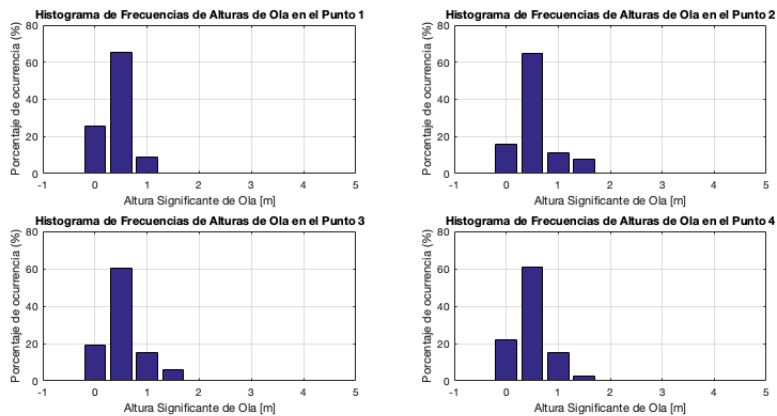 Histograma de Frecuencias de Alturas de Ola en el Punto 1
Porcentaje de ocurrencia (%)
80
60
40
20
0
-1 0 1 2 3 4 5
Altura Significante de Ola [m]
Histograma de Frecuencias de Alturas de Ola en el Punto 2
Porcentaje de ocurrencia (%)
80
60
40
20
0
-1 0 1 2 3 4 5
Altura Significante de Ola [m]
Histograma de Frecuencias de Alturas de Ola en el Punto 3
Porcentaje de ocurrencia (%)
80
60
40
20
0
-1 0 1 2 3 4 5
Altura Significante de Ola [m]
Histograma de Frecuencias de Alturas de Ola en el Punto 4
Porcentaje de ocurrencia (%)
80
60
40
20
0
-1 0 1 2 3 4 5
Altura Significante de Ola [m]